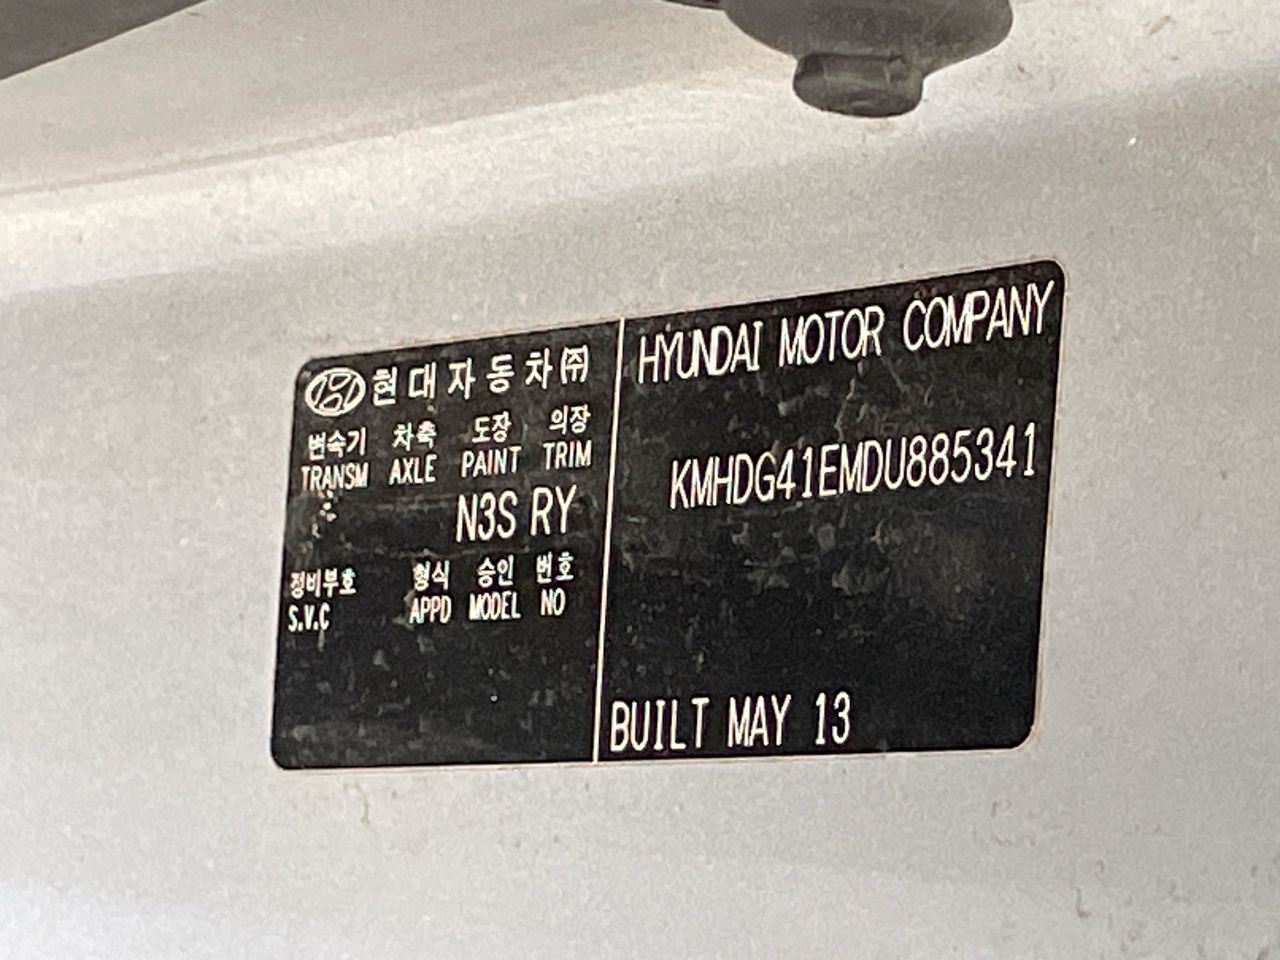 현대자동차㈜
변속기 차축 도장 의장
TRANSM AXLE PAINT TRIM
N3S RY
정비부호 형식 승인 번호
S.V.C APPD MODEL NO
HYUNDAI MOTOR COMPANY
KMHDG41EMDU885341
BUILT MAY 13